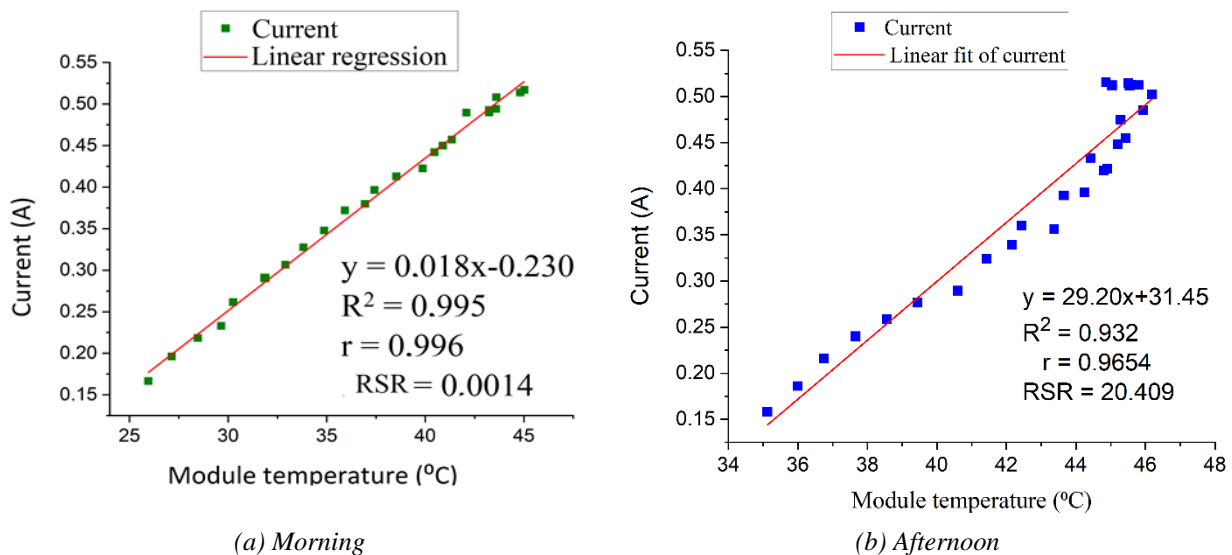 Current
Linear regression
0.55
0.50
0.45
0.40
0.35
0.30
0.25
0.20
0.15
Current (A)
y = 0.018x-0.230
R² = 0.995
r = 0.996
RSR = 0.0014
25 30 35 40 45
Module temperature (⁰C)
(a) Morning
Current
Linear fit of current
0.55
0.50
0.45
0.40
0.35
0.30
0.25
0.20
0.15
Current (A)
y = 29.20x+31.45
R² = 0.932
r = 0.9654
RSR = 20.409
34 36 38 40 42 44 46 48
Module temperature (⁰C)
(b) Afternoon